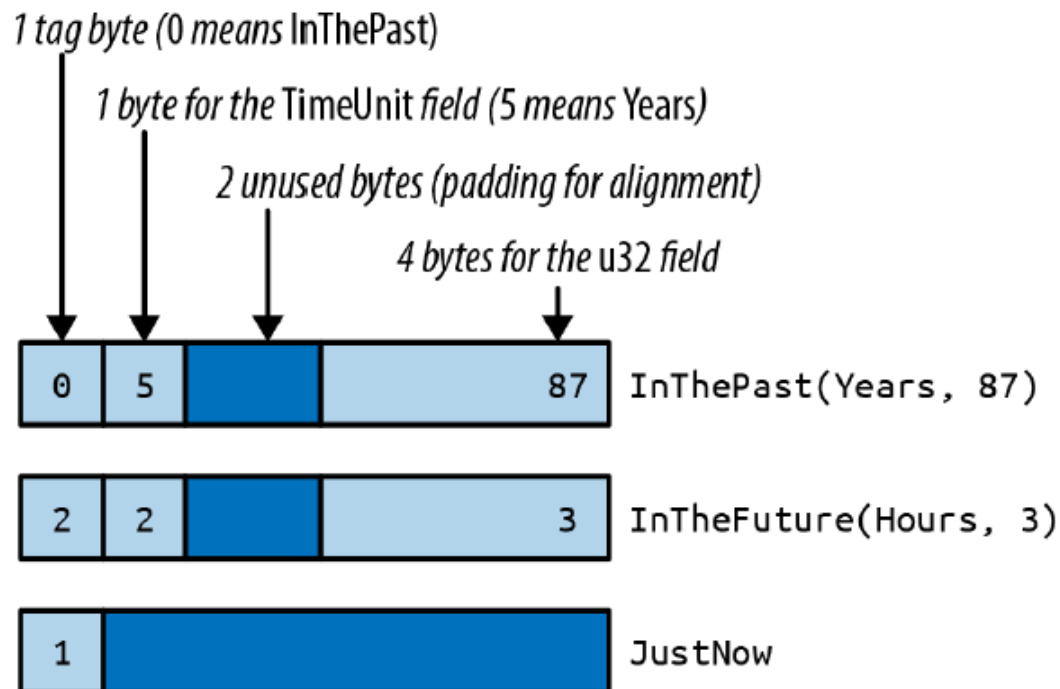 1 tag byte (0 means InThePast)
1 byte for the TimeUnit field (5 means Years)
2 unused bytes (padding for alignment)
4 bytes for the u32 field
0 5 87 InThePast(Years, 87)
2 2 3 InTheFuture(Hours, 3)
1 JustNow